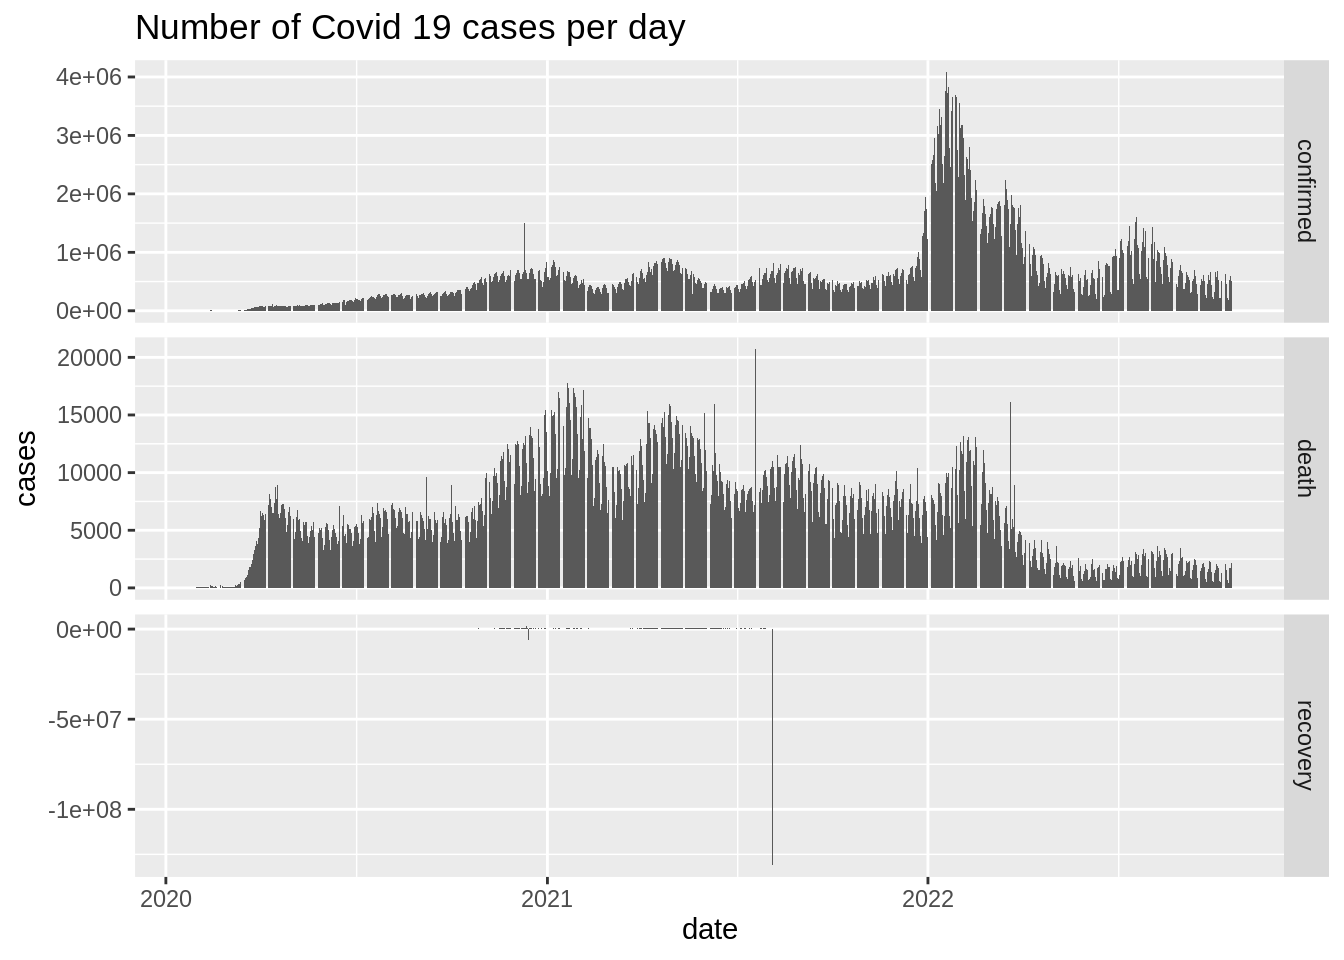 Number of Covid 19 cases per day
4e+06
3e+06
2e+06
1e+06
0e+00
confirmed
20000
15000
10000
5000
0
death
0e+00
-5e+07
-1e+08
recovery
cases
2020
2021
2022
date